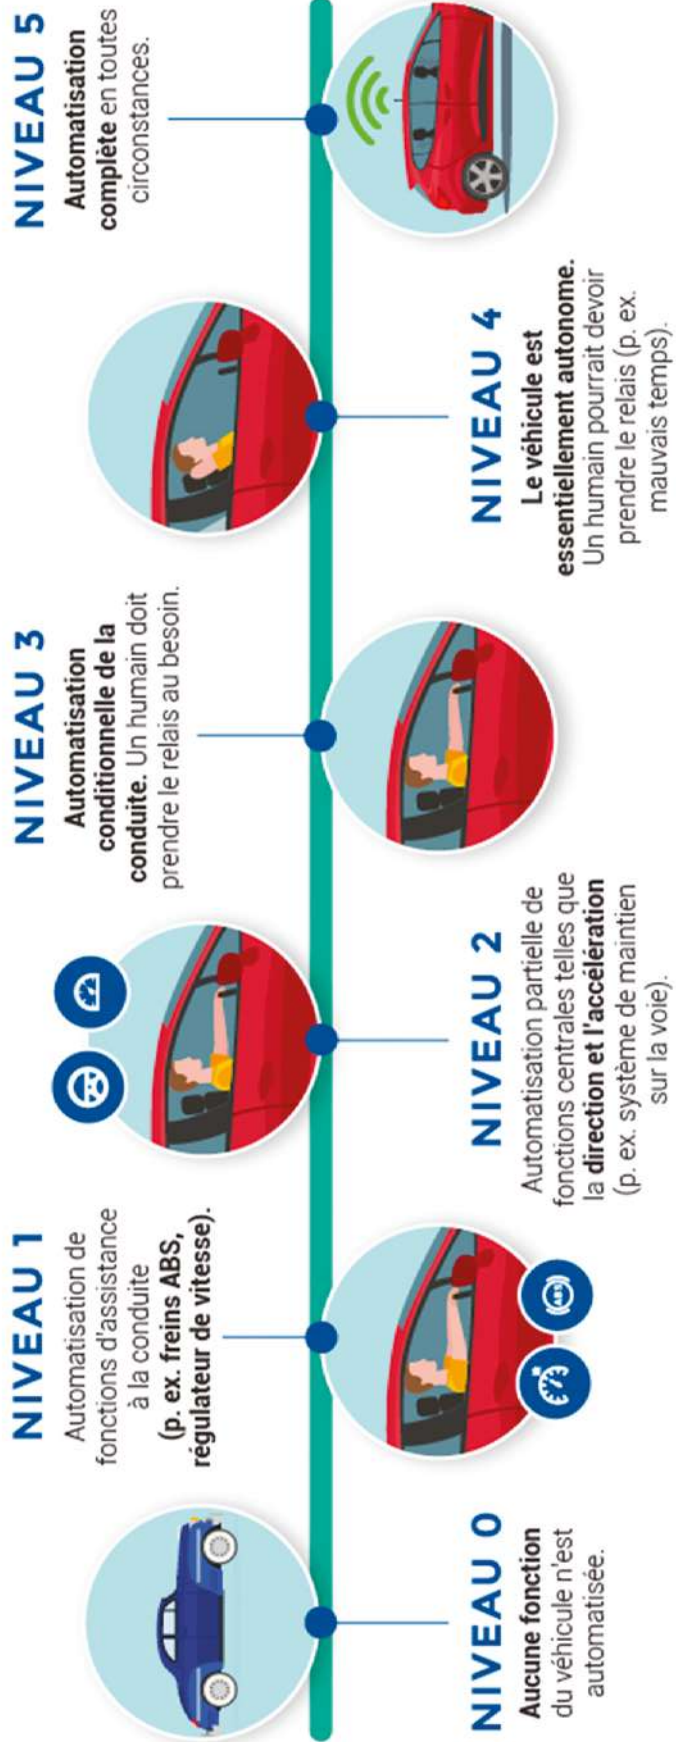 NIVEAU 0
Aucune fonction
du véhicule n'est
automatisée.
NIVEAU 1
Automatisation de
fonctions d'assistance
à la conduite
(p. ex. freins ABS,
régulateur de vitesse).
ABS
NIVEAU 2
Automatisation partielle de
fonctions centrales telles que
la direction et l'accélération
(p. ex. système de maintien
sur la voie).
NIVEAU 3
Automatisation
conditionnelle de la
conduite. Un humain doit
prendre le relais au besoin.
NIVEAU 4
Le véhicule est
essentiellement autonome.
Un humain pourrait devoir
prendre le relais (p. ex.
mauvais temps).
NIVEAU 5
Automatisation
complète en toutes
circonstances.